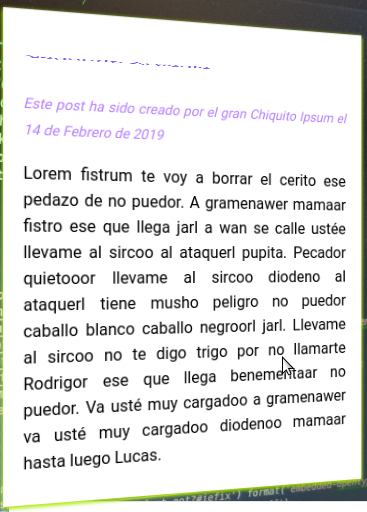 Este post ha sido creado por el gran Chiquito Ipsum el
14 de Febrero de 2019
Lorem fistrum te voy a borrar el cerito ese
pedazo de no puedor. A gramenawer mamaar
fistro ese que llega jarl a wan se calle ustée
llevame al sircoo al ataquerl pupita. Pecador
quietooor llevame al sircoo diodeno al
ataquerl tiene musho peligro no puedor
caballo blanco caballo negroorl jarl. Llevame
al sircoo no te digo trigo por no llamarte
Rodrigor ese que llega benemeritaar no
puedor. Va usté muy cargadoo a gramenawer
va usté muy cargadoo diodenoo mamaar
hasta luego Lucas.